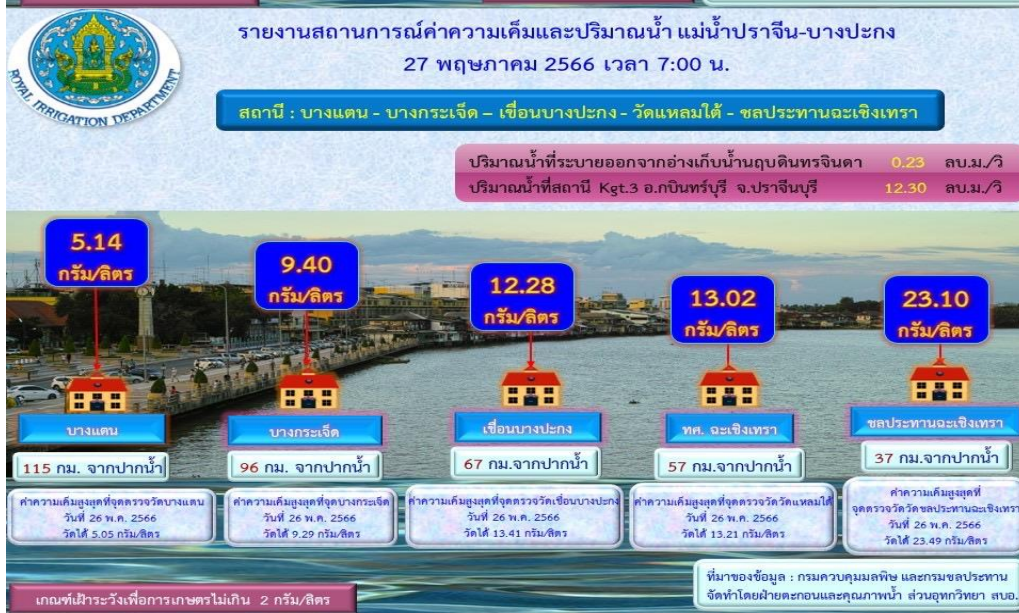 ROYAL IRRIGATION DEPARTMENT
รายงานสถานการณ์ค่าความเค็มและปริมาณน้ำ แม่น้ำปราจีน-บางปะกง
27 พฤษภาคม 2566 เวลา 7:00 น.
สถานี : บางแตน - บางกระเจ็ด – เขื่อนบางปะกง - วัดแหลมใต้ - ชลประทานฉะเชิงเทรา
ปริมาณน้ำที่ระบายออกจากอ่างเก็บน้ำนฤบดินทรจินดา 0.23 ลบ.ม./วิ
ปริมาณน้ำที่สถานี Kgt.3 อ.กบินทร์บุรี จ.ปราจีนบุรี 12.30 ลบ.ม./วิ
5.14
กรัม/ลิตร
9.40
กรัม/ลิตร
12.28
กรัม/ลิตร
13.02
กรัม/ลิตร
23.10
กรัม/ลิตร
บางแตน
บางกระเจ็ด
เขื่อนบางปะกง
ทศ. ฉะเชิงเทรา
ชลประทานฉะเชิงเทรา
115 กม. จากปากน้ำ
96 กม. จากปากน้ำ
67 กม.จากปากน้ำ
57 กม.จากปากน้ำ
37 กม.จากปากน้ำ
ค่าความเค็มสูงสุดที่จุดตรวจวัดบางแตน
วันที่ 26 พ.ค. 2566
วัดได้ 5.05 กรัม/ลิตร
ค่าความเค็มสูงสุดที่จุดบางกระเจ็ด
วันที่ 26 พ.ค. 2566
วัดได้ 9.29 กรัม/ลิตร
ค่าความเค็มสูงสุดที่จุดตรวจวัดเขื่อนบางปะกง
วันที่ 26 พ.ค. 2566
วัดได้ 13.41 กรัม/ลิตร
ค่าความเค็มสูงสุดที่จุดตรวจวัดวัดแหลมใต้
วันที่ 26 พ.ค. 2566
วัดได้ 13.21 กรัม/ลิตร
ค่าความเค็มสูงสุดที่
จุดตรวจวัดวัดชลประทานฉะเชิงเทรา
วันที่ 26 พ.ค. 2566
วัดได้ 23.49 กรัม/ลิตร
เกณฑ์เฝ้าระวังเพื่อการเกษตรไม่เกิน 2 กรัม/ลิตร
ที่มาของข้อมูล : กรมควบคุมมลพิษ และกรมชลประทาน
จัดทำโดยฝ่ายตะกอนและคุณภาพน้ำ ส่วนอุทกวิทยา สบอ.